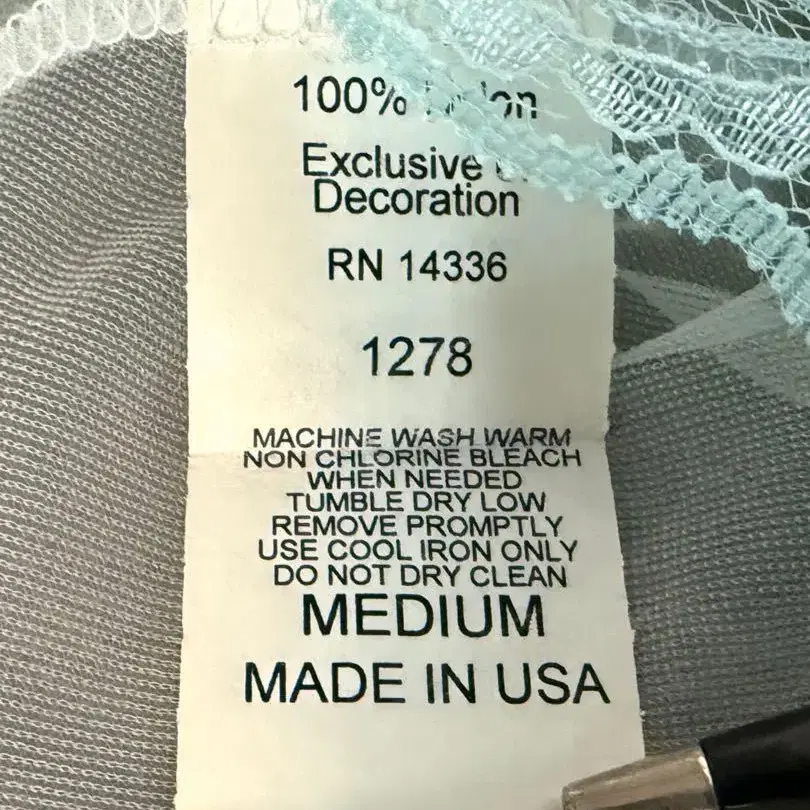 100%
Exclusive
Decoration
RN 14336
1278
MACHINE WASH WARM
NON CHLORINE BLEACH
WHEN NEEDED
TUMBLE DRY LOW
REMOVE PROMPTLY
USE COOL IRON ONLY
DO NOT DRY CLEAN
MEDIUM
MADE IN USA